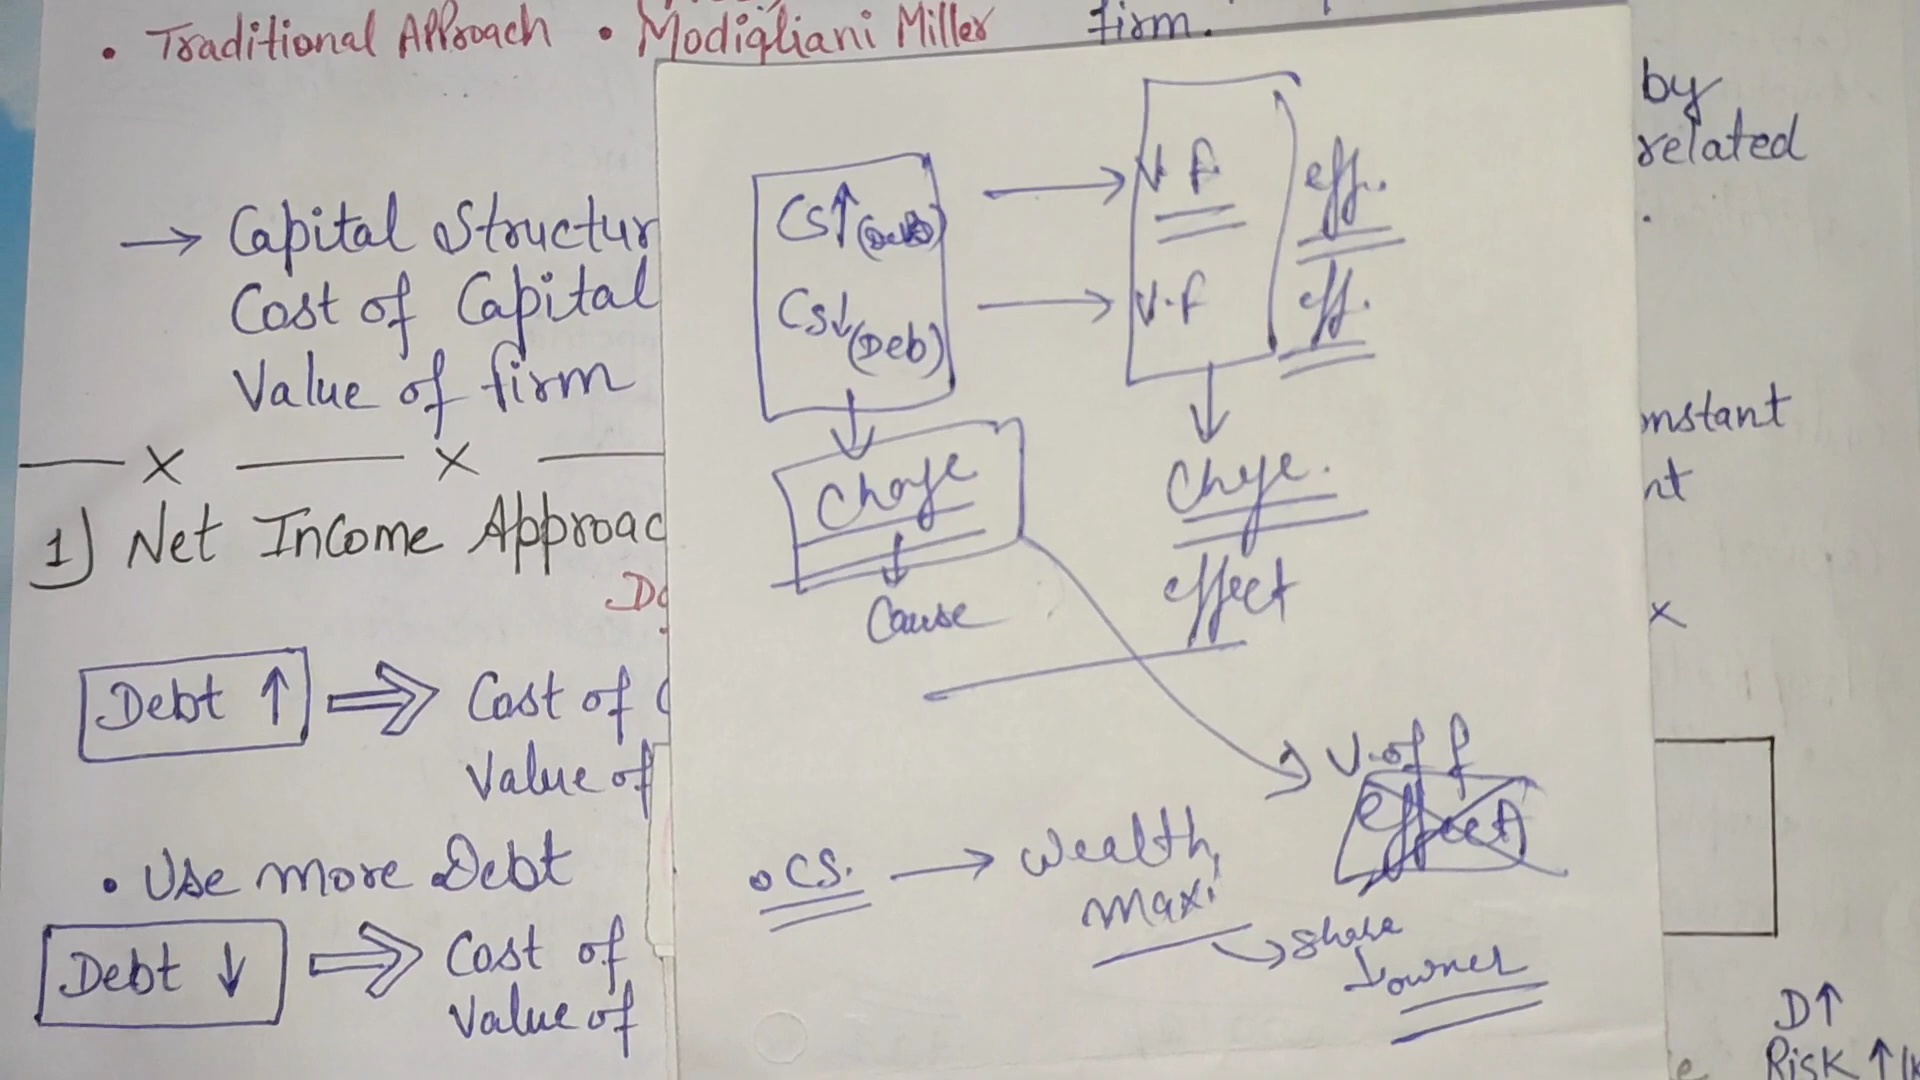 • Traditional Approach • Modigliani Miller
firm.
→ Capital Structur
Cost of Capital
Value of firm
— x — x —
1) Net Income Approac
Debt ↑ ⇒ Cost of
Value of
• Use more Debt
Debt ↓ ⇒ Cost of
Value of
CS↑ (Deb) → V.F eff.
CS↓ (Deb) → V.F eff.
Chage
Chge.
Cause
effect
V. of f
effect
• CS. → Wealth
Maxi
→ Share
owner
by
related
.
nstant
nt
x
D↑
Risk ↑